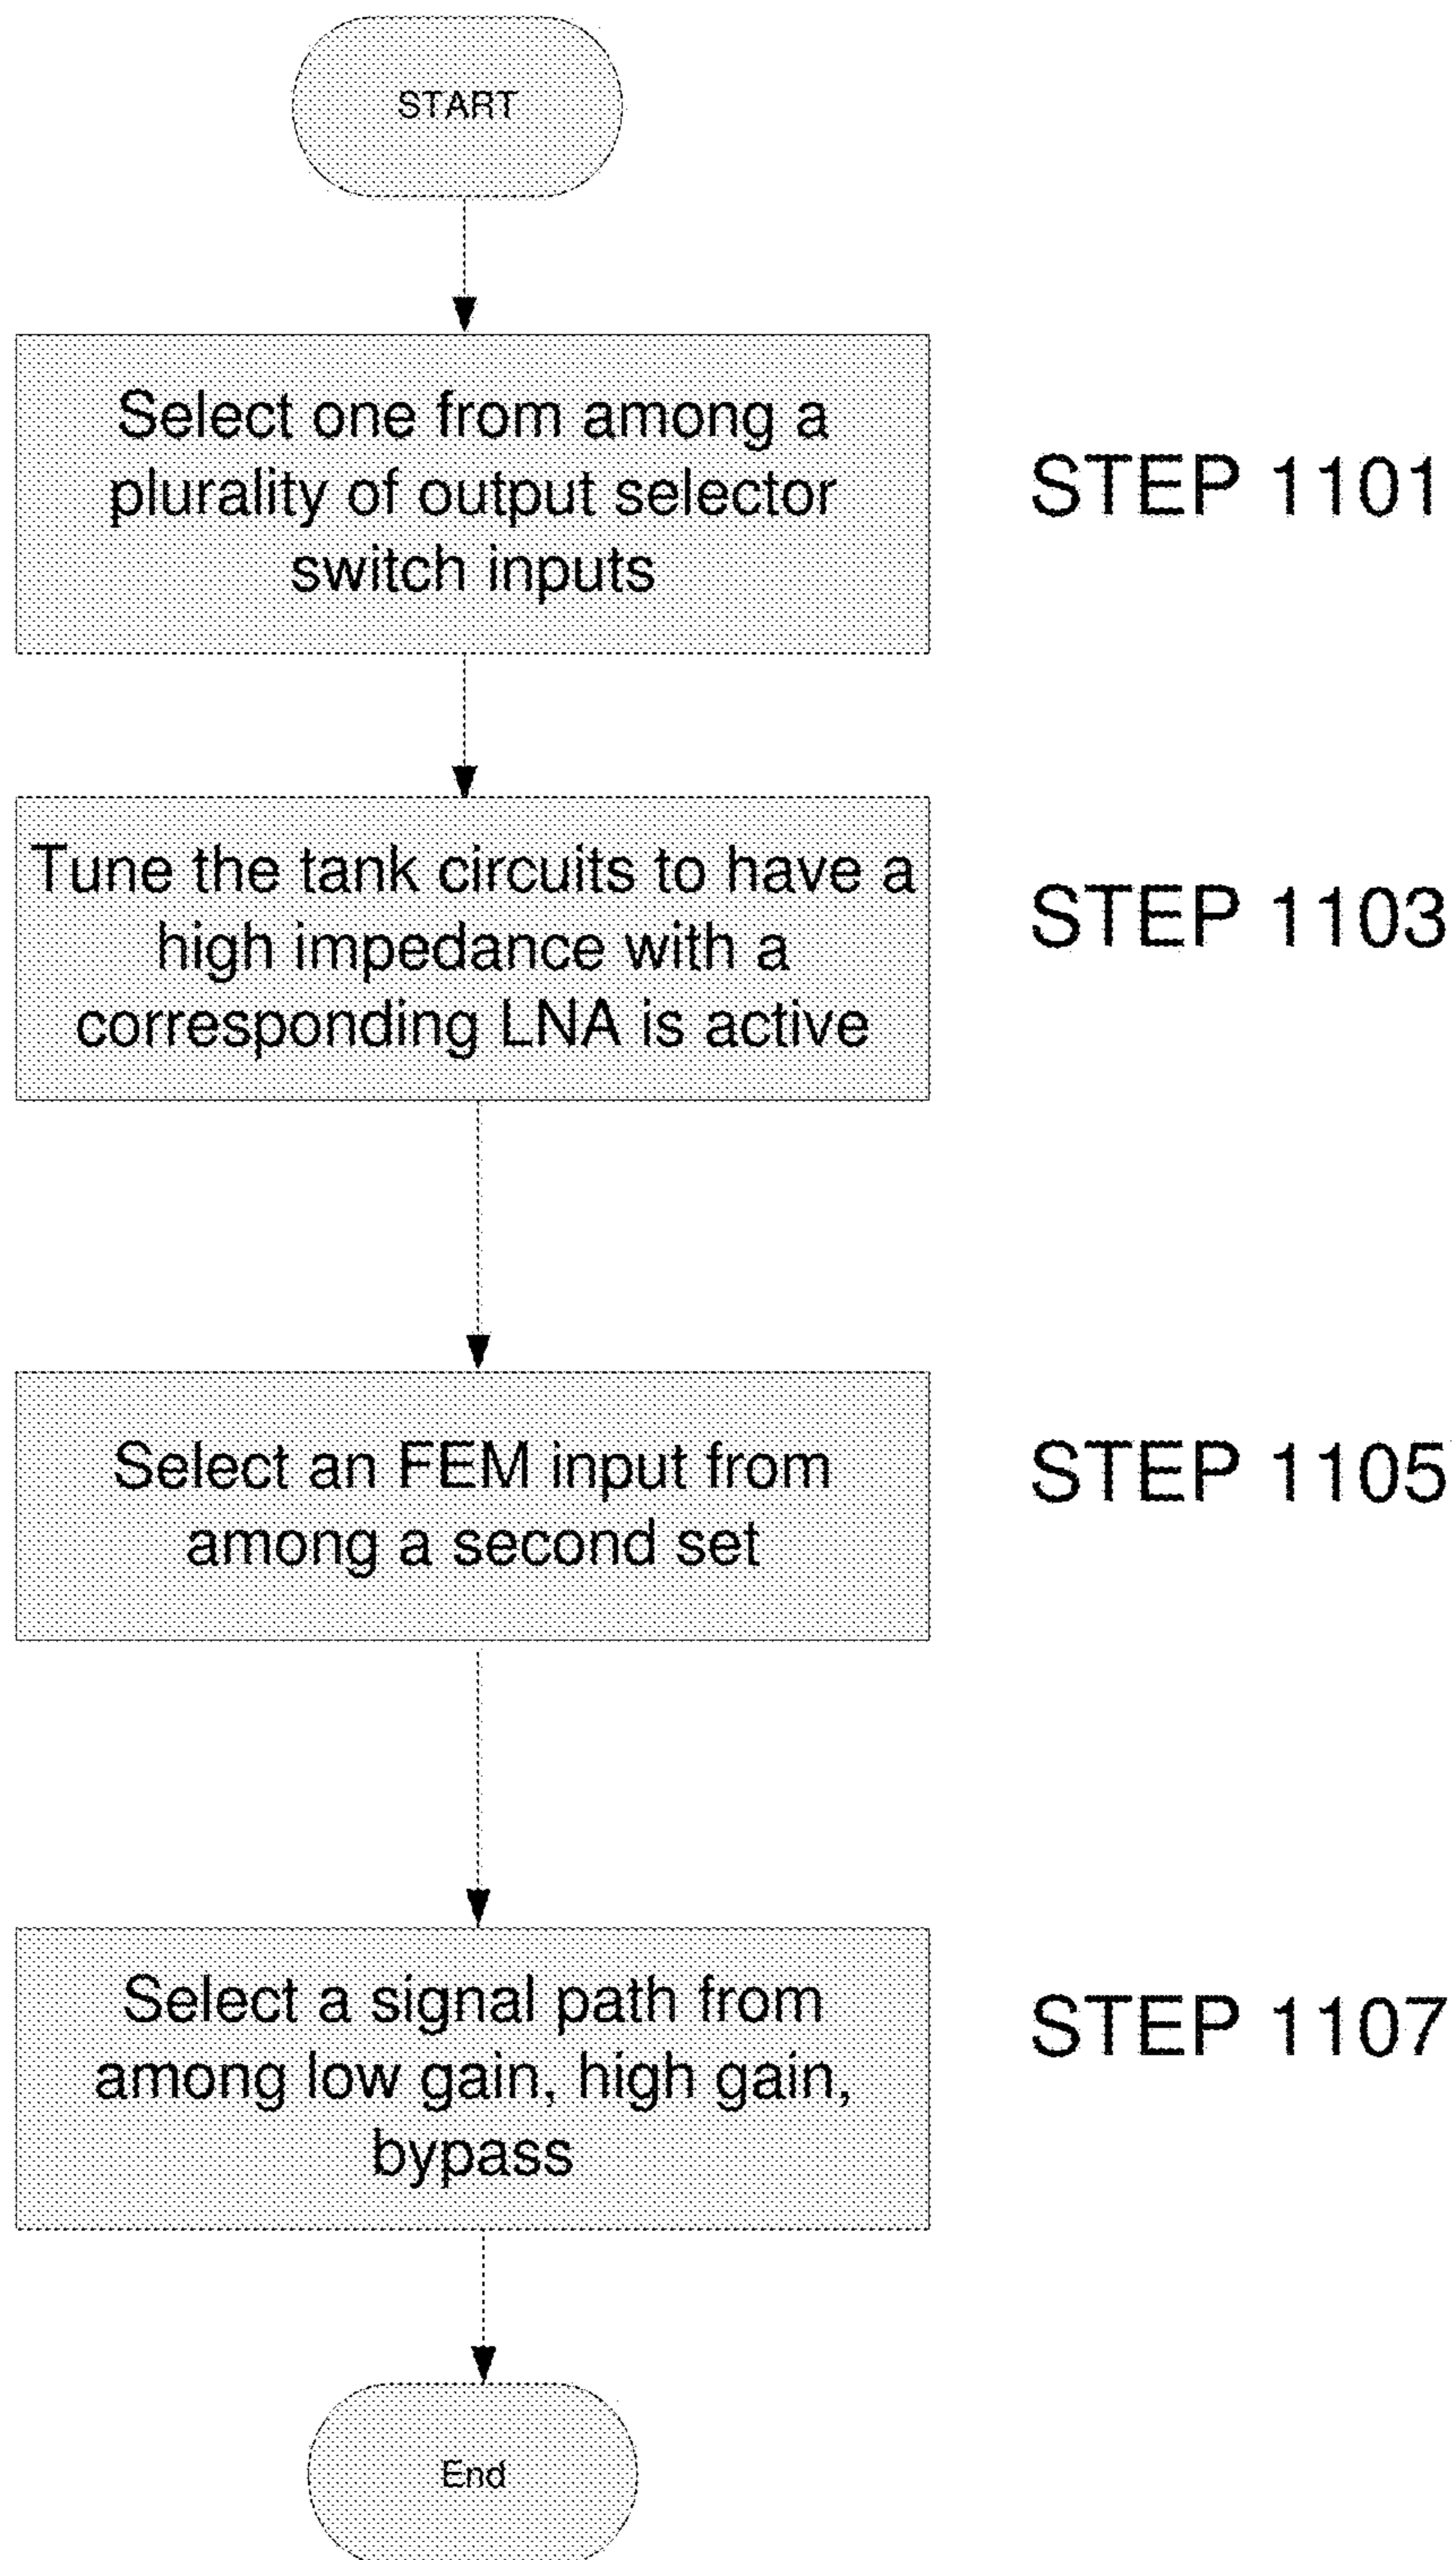 START
Select one from among a
plurality of output selector
switch inputs
STEP 1101
Tune the tank circuits to have a
high impedance with a
corresponding LNA is active
STEP 1103
Select an FEM input from
among a second set
STEP 1105
Select a signal path from
among low gain, high gain,
bypass
STEP 1107
End